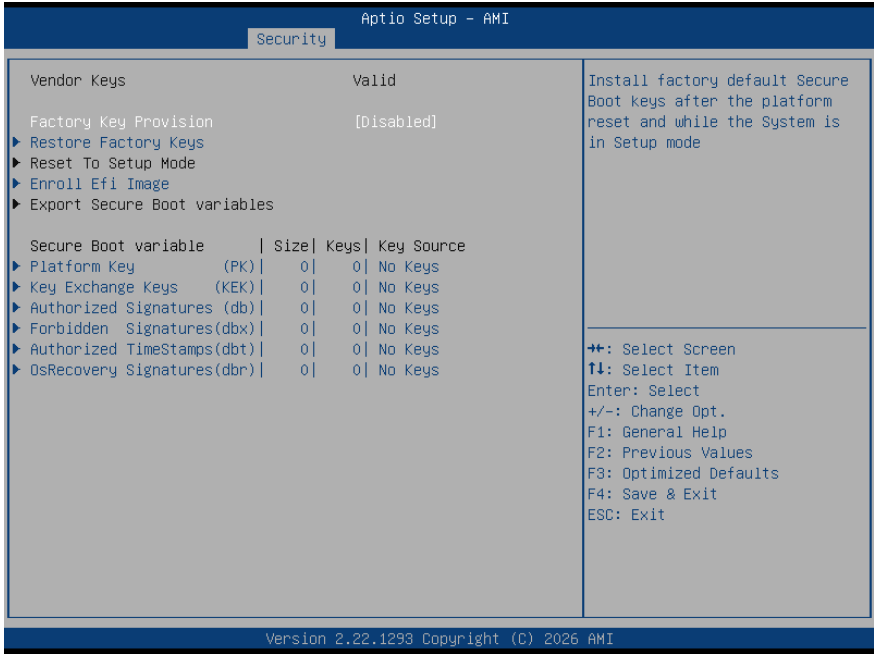 Aptio Setup – AMI
Security
Vendor Keys Valid
Factory Key Provision [Disabled]
Restore Factory Keys
Reset To Setup Mode
Enroll Efi Image
Export Secure Boot variables
Secure Boot variable | Size| Keys| Key Source
Platform Key (PK)| 0| 0| No Keys
Key Exchange Keys (KEK)| 0| 0| No Keys
Authorized Signatures (db)| 0| 0| No Keys
Forbidden Signatures(dbx)| 0| 0| No Keys
Authorized TimeStamps(dbt)| 0| 0| No Keys
OsRecovery Signatures(dbr)| 0| 0| No Keys
Install factory default Secure
Boot keys after the platform
reset and while the System is
in Setup mode
→←: Select Screen
↑↓: Select Item
Enter: Select
+/-: Change Opt.
F1: General Help
F2: Previous Values
F3: Optimized Defaults
F4: Save & Exit
ESC: Exit
Version 2.22.1293 Copyright (C) 2026 AMI